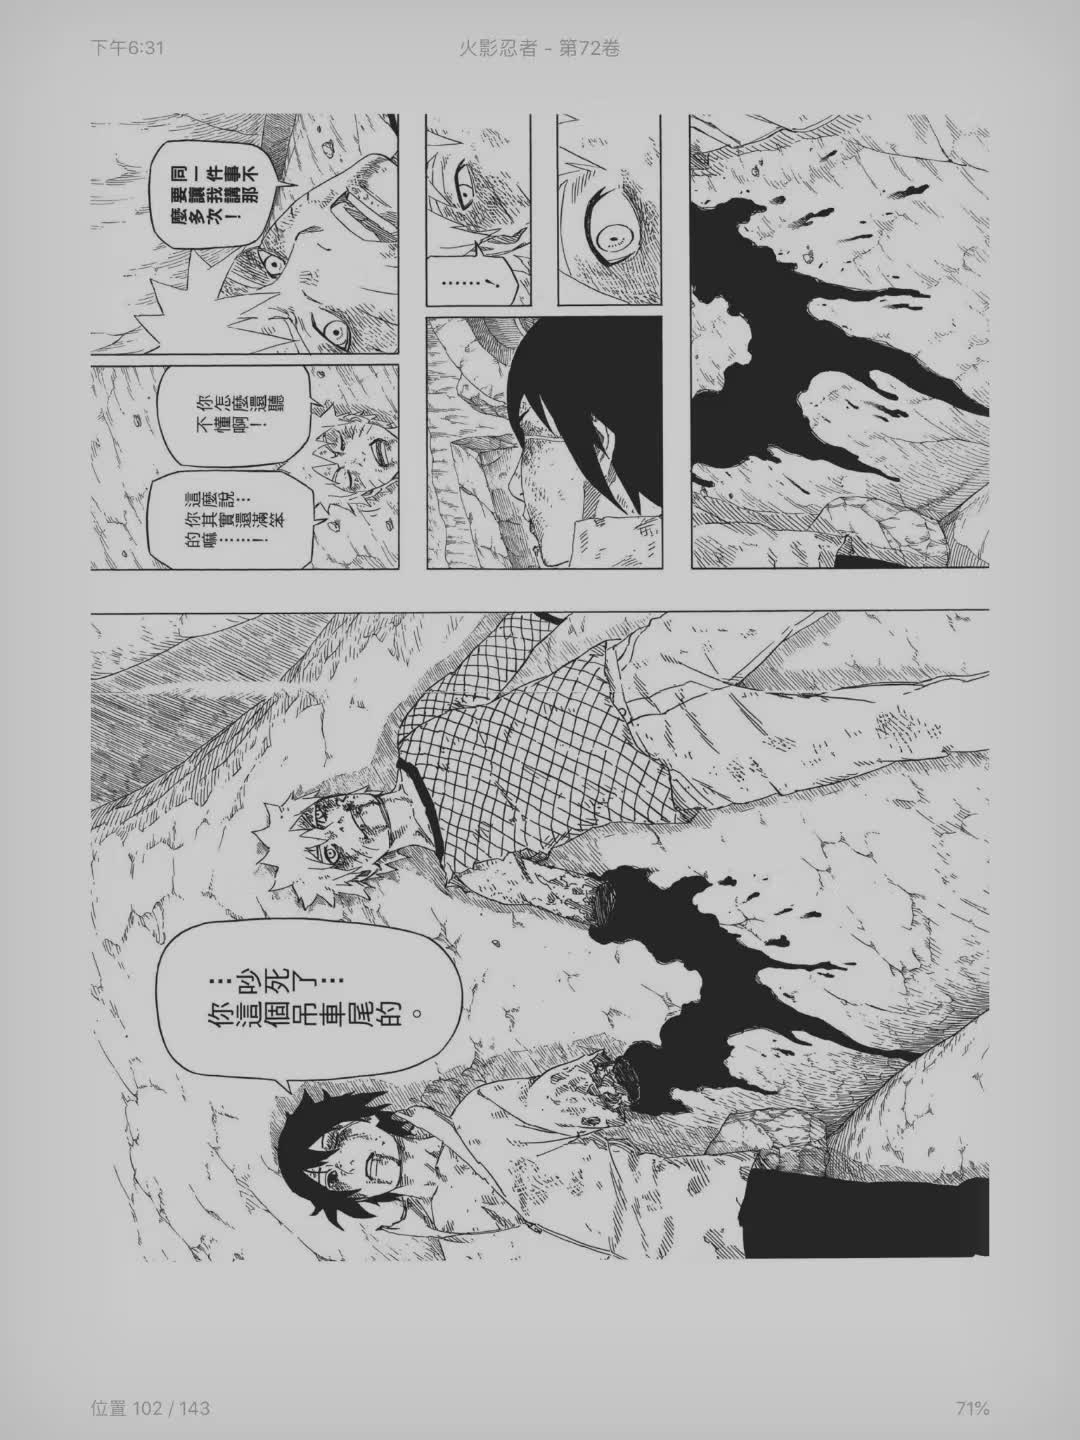 下午6:31
火影忍者 - 第72卷
同一件事不
要讓我講那
麼多次！
你怎麼還聽
不懂啊！
這麼說…
你其實還滿笨
的嘛……！
……！
…吵死了…
你這個吊車尾的。
位置 102 / 143
71%